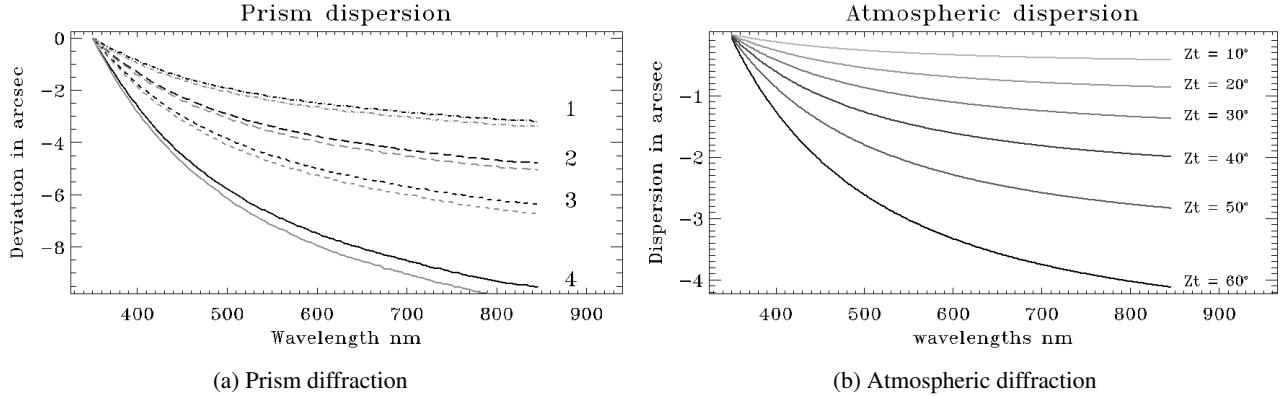 Prism dispersion
Deviation in arcsec
0
−2
−4
−6
−8
1
2
3
4
400 500 600 700 800 900
Wavelength nm
(a) Prism diffraction
Atmospheric dispersion
Dispersion in arcsec
−1
−2
−3
−4
Zt = 10°
Zt = 20°
Zt = 30°
Zt = 40°
Zt = 50°
Zt = 60°
400 500 600 700 800 900
wavelengths nm
(b) Atmospheric diffraction